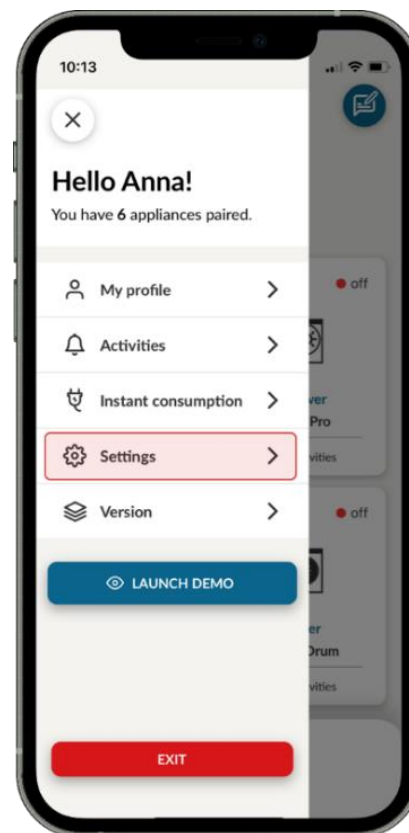 10:13
Hello Anna!
You have 6 appliances paired.
My profile
off
Activities
Instant consumption
Pro
Settings
Version
off
LAUNCH DEMO
EXIT